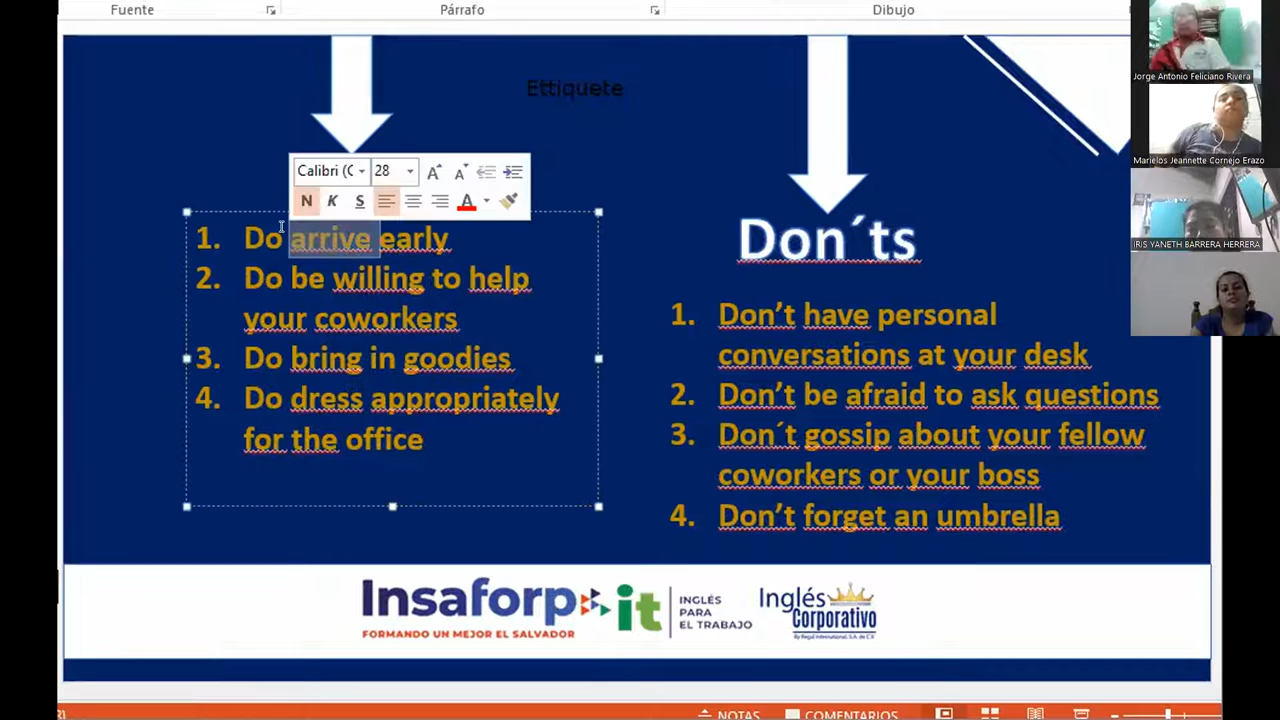 Fuente
Párrafo
Dibujo
Ettiquete
Calibri (C
28
N K S A
1. Do arrive early
2. Do be willing to help
your coworkers
3. Do bring in goodies
4. Do dress appropriately
for the office
Don´ts
1. Don't have personal
conversations at your desk
2. Don't be afraid to ask questions
3. Don´t gossip about your fellow
coworkers or your boss
4. Don't forget an umbrella
Insaforp
FORMANDO UN MEJOR EL SALVADOR
it
INGLÉS
PARA
EL TRABAJO
Inglés
Corporativo
By Regal International, S.A. de C.V.
Jorge Antonio Feliciano Rivera
Marielos Jeannette Cornejo Erazo
IRIS YANETH BARRERA HERRERA
NOTAS
COMENTARIOS